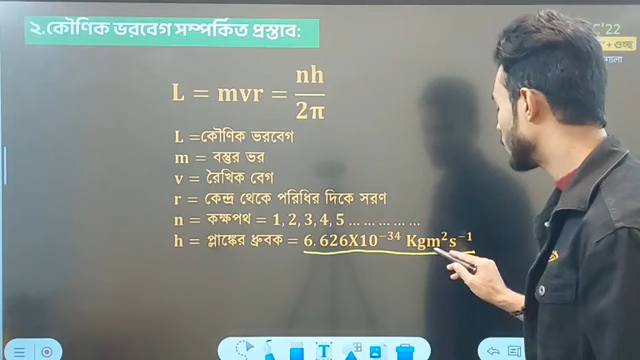 ২.কৌণিক ভরবেগ সম্পর্কিত প্রস্তাব:
C'22
+ গুচ্ছ
L = mvr = nh/2π
L =কৌণিক ভরবেগ
m = বস্তুর ভর
v = রৈখিক বেগ
r = কেন্দ্র থেকে পরিধির দিকে সরণ
n = কক্ষপথ = 1, 2, 3, 4, 5 ... ... ... ... ...
h = প্লাঙ্কের ধ্রুবক = 6.626X10⁻³⁴ Kgm²s⁻¹